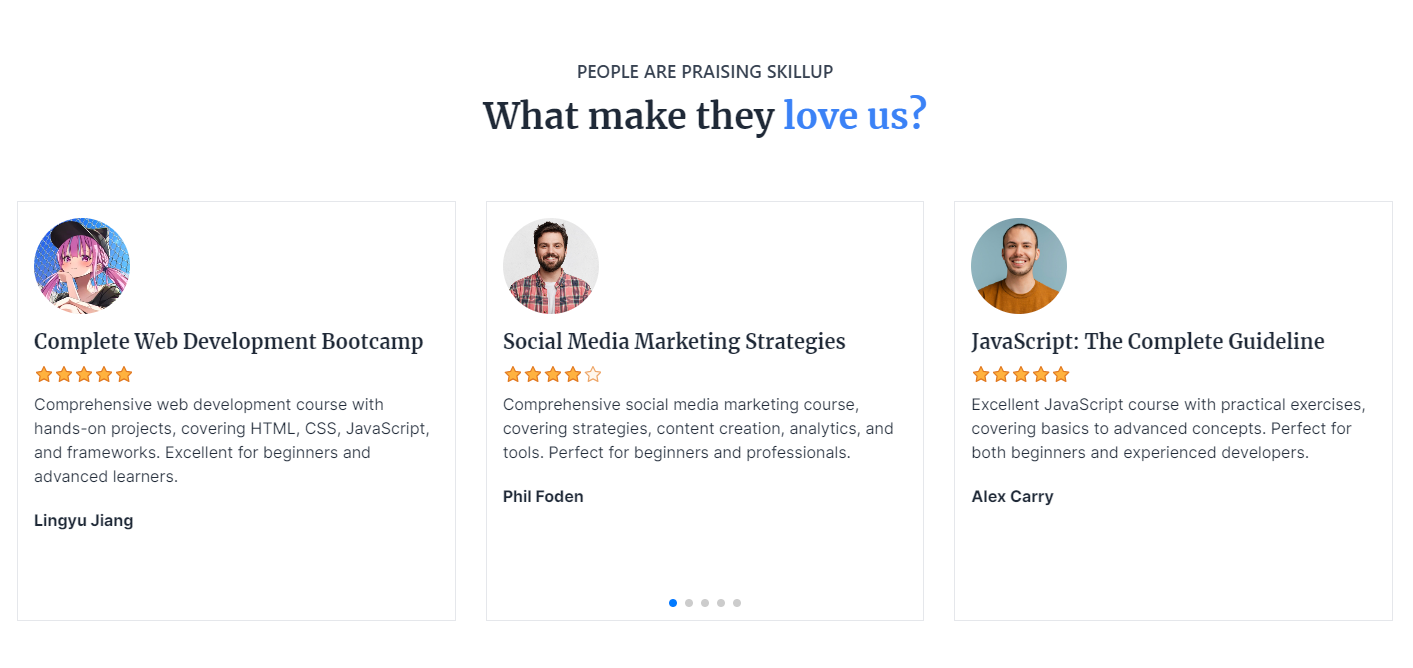 PEOPLE ARE PRAISING SKILLUP
What make they love us?
Complete Web Development Bootcamp
Comprehensive web development course with
hands-on projects, covering HTML, CSS, JavaScript,
and frameworks. Excellent for beginners and
advanced learners.
Lingyu Jiang
Social Media Marketing Strategies
Comprehensive social media marketing course,
covering strategies, content creation, analytics, and
tools. Perfect for beginners and professionals.
Phil Foden
JavaScript: The Complete Guideline
Excellent JavaScript course with practical exercises,
covering basics to advanced concepts. Perfect for
both beginners and experienced developers.
Alex Carry